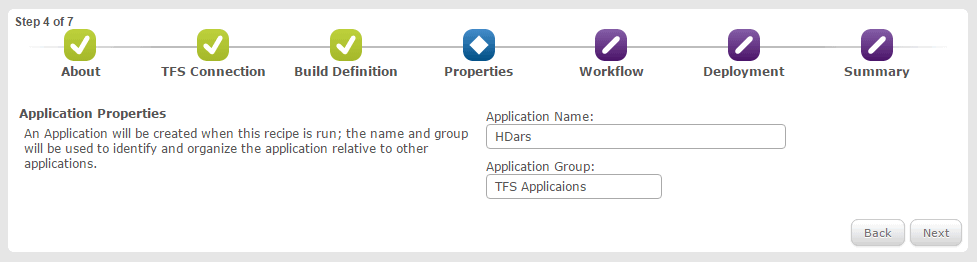 Step 4 of 7
About TFS Connection Build Definition Properties Workflow Deployment Summary
Application Properties
An Application will be created when this recipe is run; the name and group
will be used to identify and organize the application relative to other
applications.
Application Name:
HDars
Application Group:
TFS Applicaions
Back Next